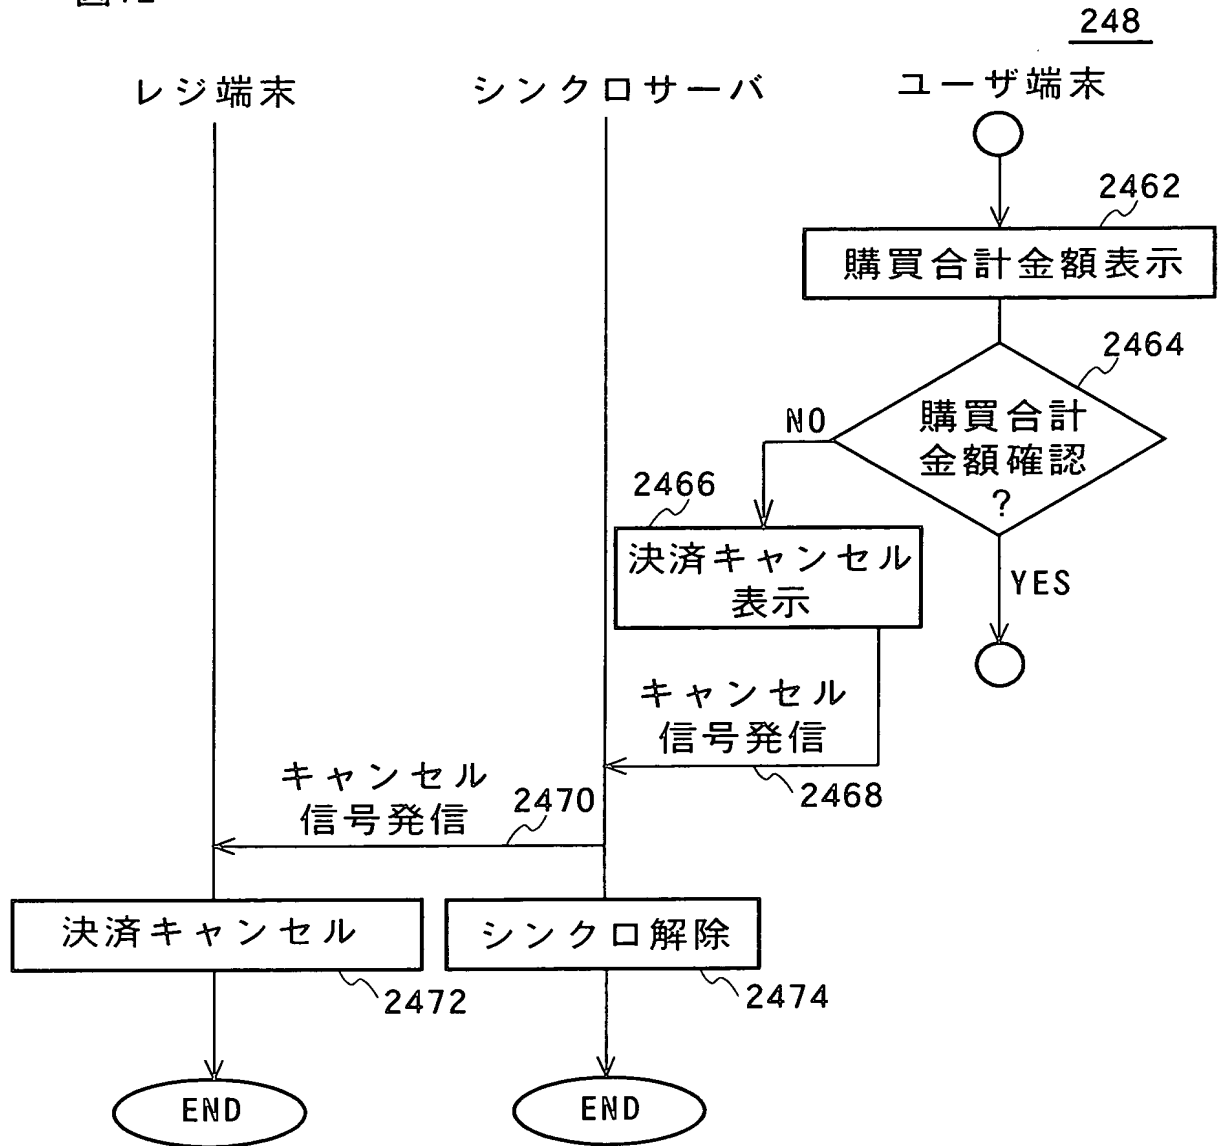 248
レジ端末
シンクロサーバ
ユーザ端末
2462
購買合計金額表示
2464
購買合計
金額確認
?
NO
YES
2466
決済キャンセル
表示
キャンセル
信号発信
2468
キャンセル
信号発信
2470
決済キャンセル
2472
シンクロ解除
2474
END
END